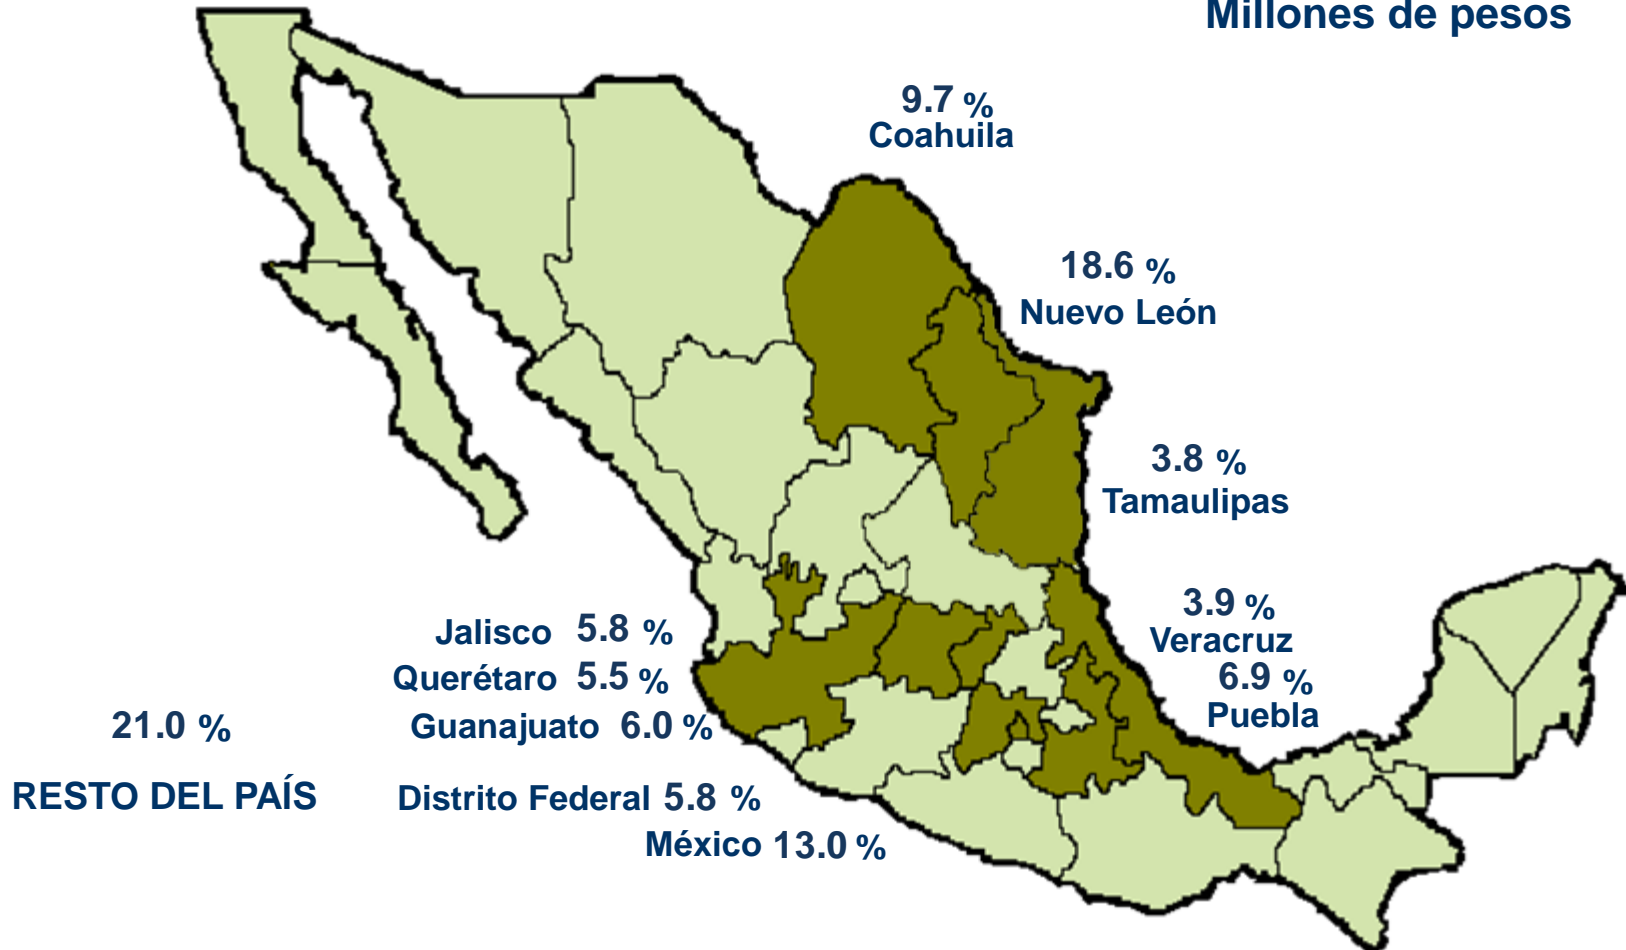 Millones de pesos
9.7 %
Coahuila
18.6 %
Nuevo León
3.8 %
Tamaulipas
3.9 %
Veracruz
6.9 %
Puebla
Jalisco 5.8 %
Querétaro 5.5 %
Guanajuato 6.0 %
21.0 %
RESTO DEL PAÍS
Distrito Federal 5.8 %
México 13.0 %